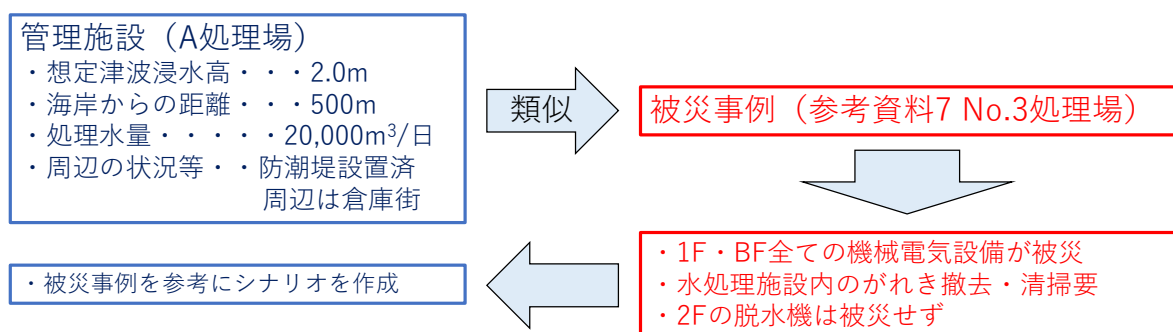 管理施設（A処理場）
・想定津波浸水高・・・2.0m
・海岸からの距離・・・500m
・処理水量・・・・・20,000m³/日
・周辺の状況等・・防潮堤設置済
周辺は倉庫街
類似
被災事例（参考資料7 No.3処理場）
・1F・BF全ての機械電気設備が被災
・水処理施設内のがれき撤去・清掃要
・2Fの脱水機は被災せず
・被災事例を参考にシナリオを作成